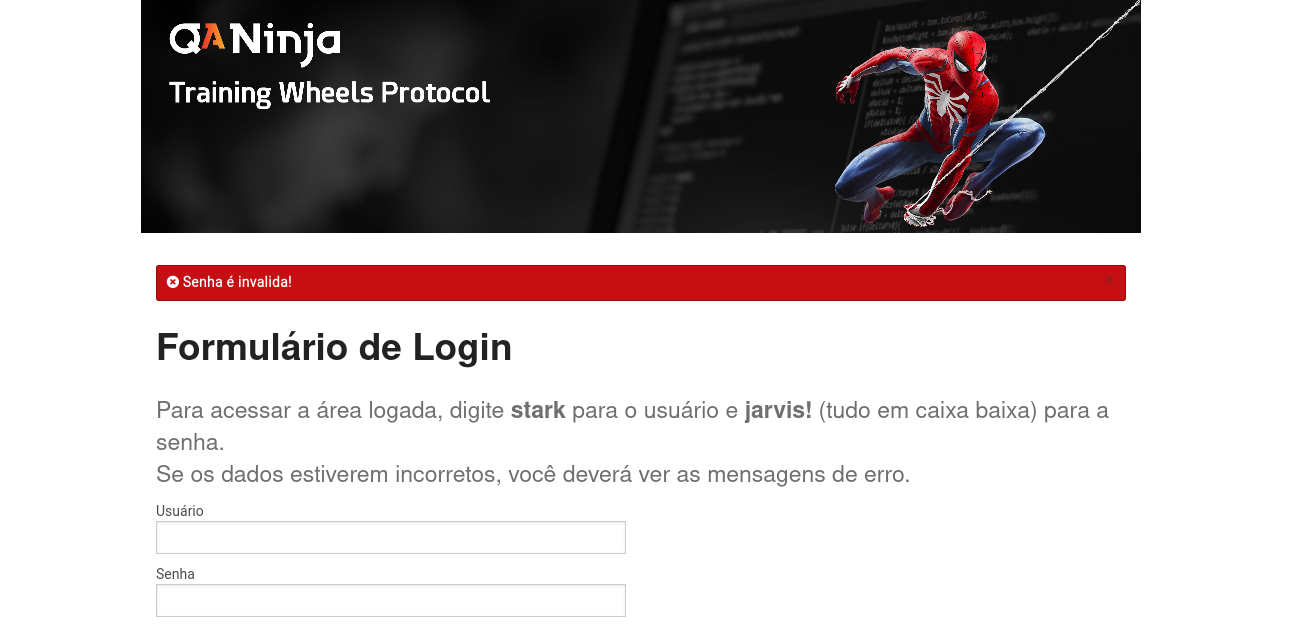 QANinja
Training Wheels Protocol
Senha é invalida!
×
Formulário de Login
Para acessar a área logada, digite stark para o usuário e jarvis! (tudo em caixa baixa) para a
senha.
Se os dados estiverem incorretos, você deverá ver as mensagens de erro.
Usuário
Senha